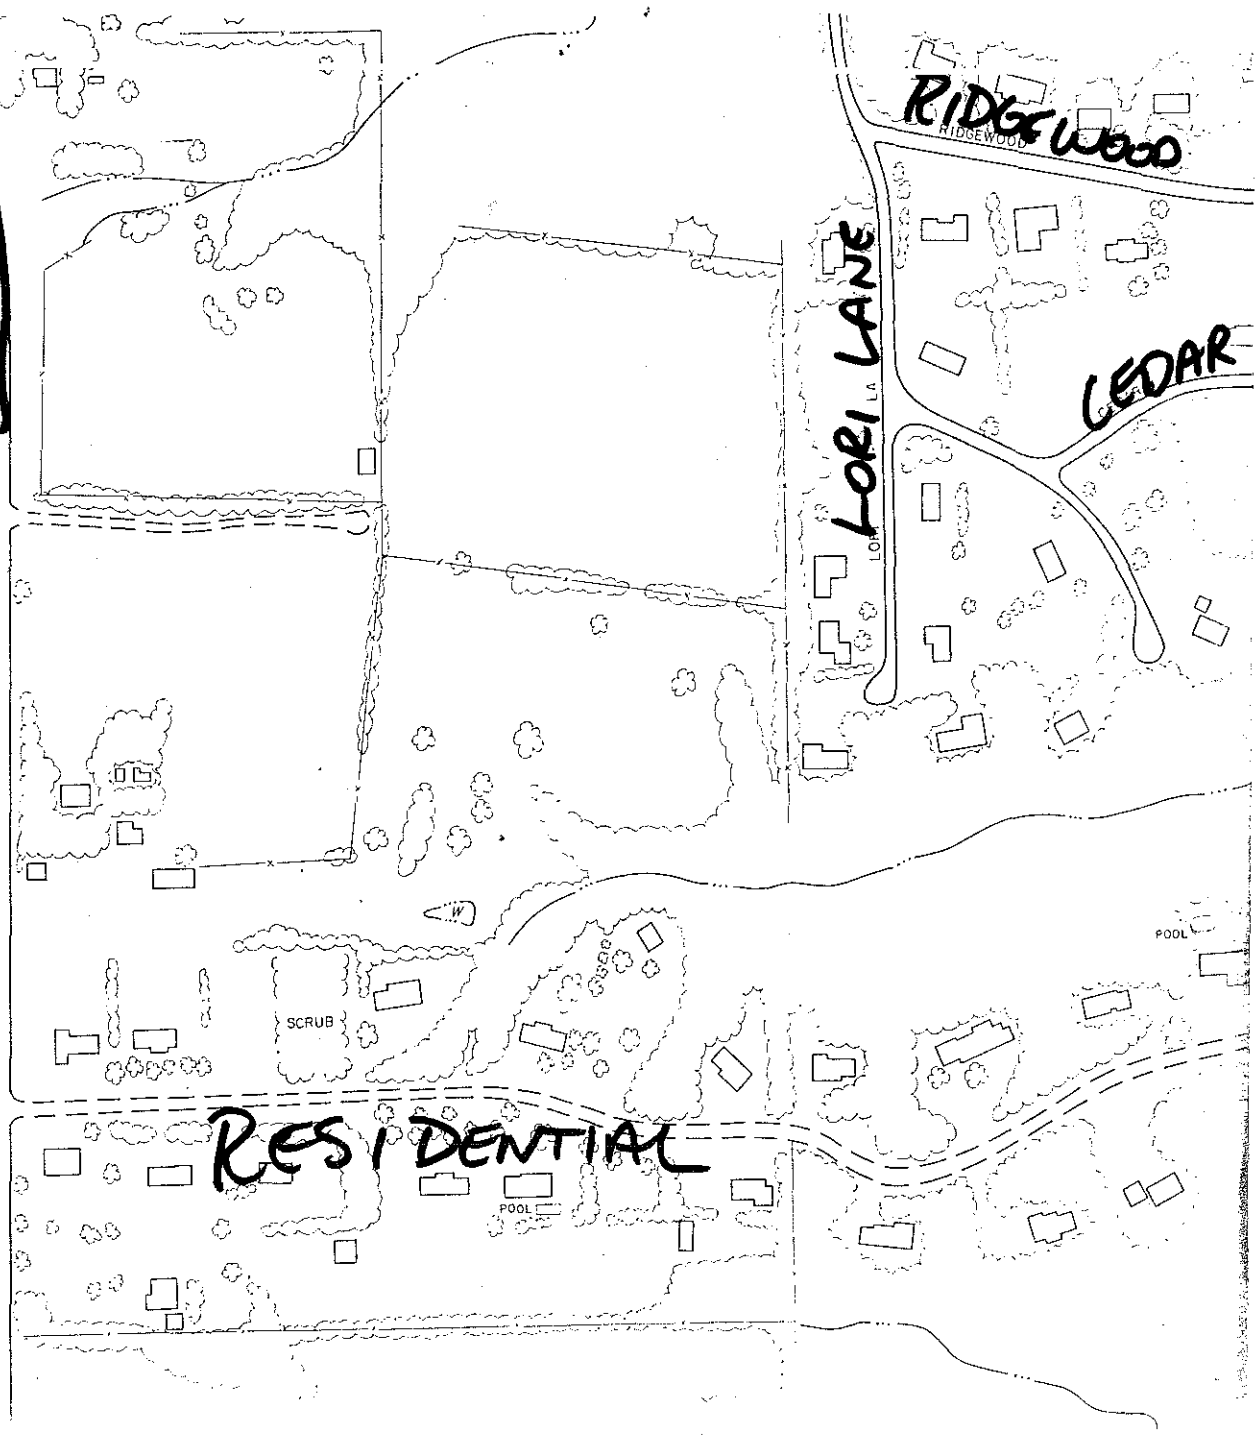 RIDGEWOOD
RIDGEWOOD
LORI LANE
LORI LA
CEDAR
POOL
W
SCRUB
RESIDENTIAL
POOL